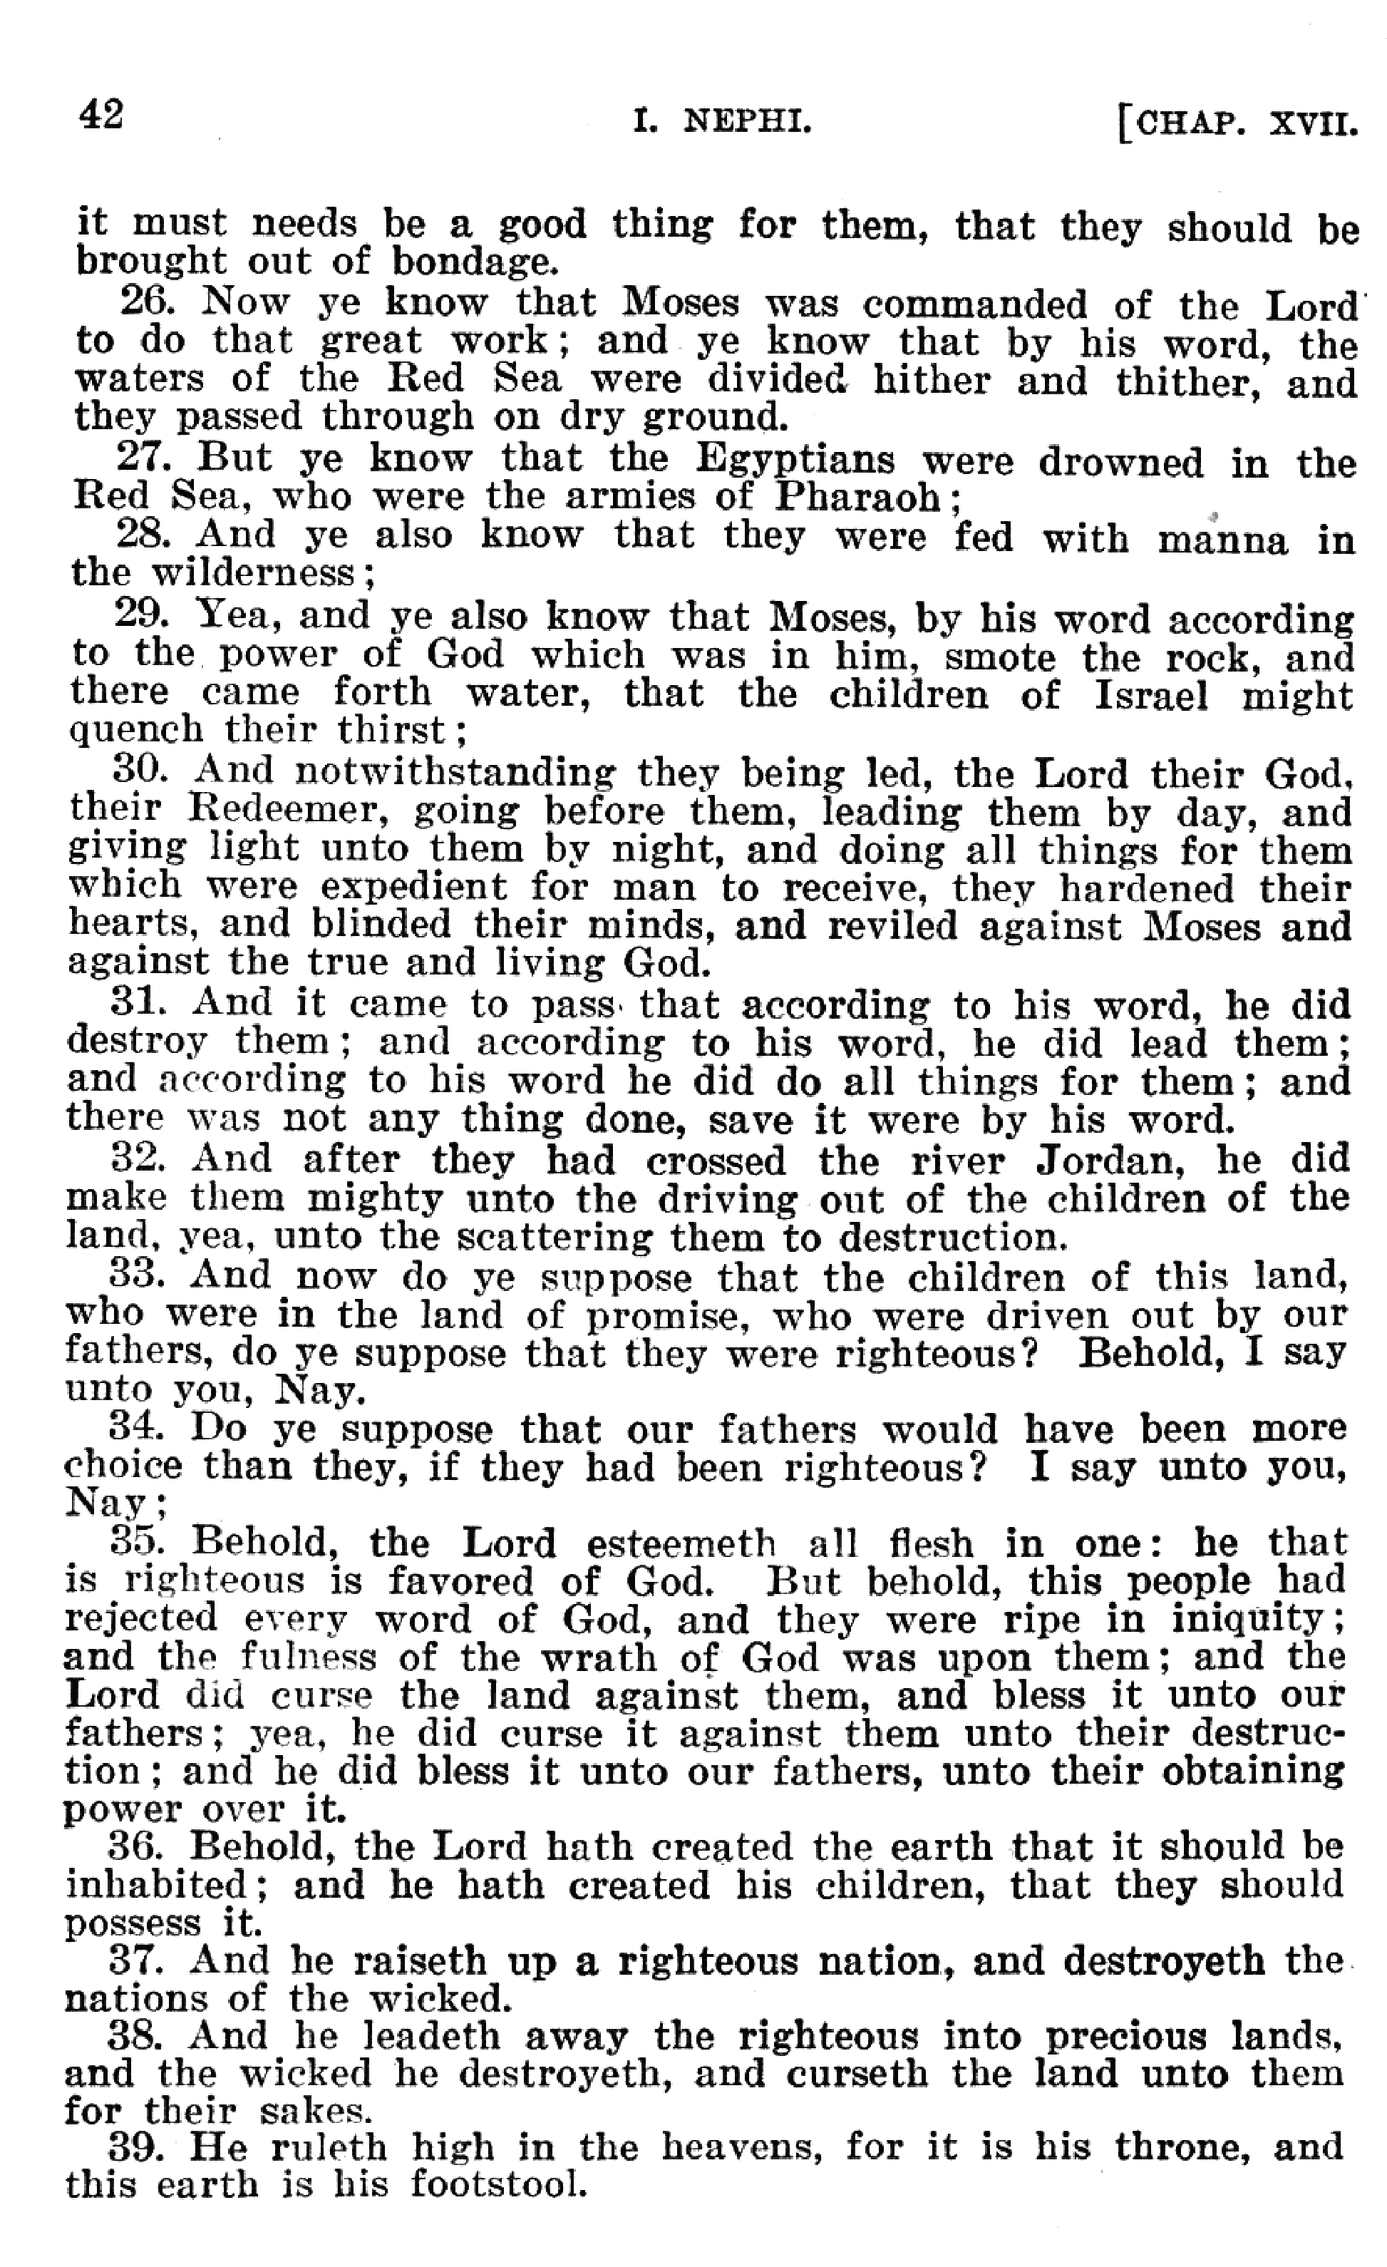 42 I. NEPHI. [CHAP. XVII.
it must needs be a good thing for them, that they should be
brought out of bondage.
26. Now ye know that Moses was commanded of the Lord
to do that great work; and ye know that by his word, the
waters of the Red Sea were divided hither and thither, and
they passed through on dry ground.
27. But ye know that the Egyptians were drowned in the
Red Sea, who were the armies of Pharaoh;
28. And ye also know that they were fed with manna in
the wilderness;
29. Yea, and ye also know that Moses, by his word according
to the power of God which was in him, smote the rock, and
there came forth water, that the children of Israel might
quench their thirst;
30. And notwithstanding they being led, the Lord their God,
their Redeemer, going before them, leading them by day, and
giving light unto them by night, and doing all things for them
which were expedient for man to receive, they hardened their
hearts, and blinded their minds, and reviled against Moses and
against the true and living God.
31. And it came to pass that according to his word, he did
destroy them; and according to his word, he did lead them;
and according to his word he did do all things for them; and
there was not any thing done, save it were by his word.
32. And after they had crossed the river Jordan, he did
make them mighty unto the driving out of the children of the
land, yea, unto the scattering them to destruction.
33. And now do ye suppose that the children of this land,
who were in the land of promise, who were driven out by our
fathers, do ye suppose that they were righteous? Behold, I say
unto you, Nay.
34. Do ye suppose that our fathers would have been more
choice than they, if they had been righteous? I say unto you,
Nay;
35. Behold, the Lord esteemeth all flesh in one: he that
is righteous is favored of God. But behold, this people had
rejected every word of God, and they were ripe in iniquity;
and the fulness of the wrath of God was upon them; and the
Lord did curse the land against them, and bless it unto our
fathers; yea, he did curse it against them unto their destruc-
tion; and he did bless it unto our fathers, unto their obtaining
power over it.
36. Behold, the Lord hath created the earth that it should be
inhabited; and he hath created his children, that they should
possess it.
37. And he raiseth up a righteous nation, and destroyeth the
nations of the wicked.
38. And he leadeth away the righteous into precious lands,
and the wicked he destroyeth, and curseth the land unto them
for their sakes.
39. He ruleth high in the heavens, for it is his throne, and
this earth is his footstool.